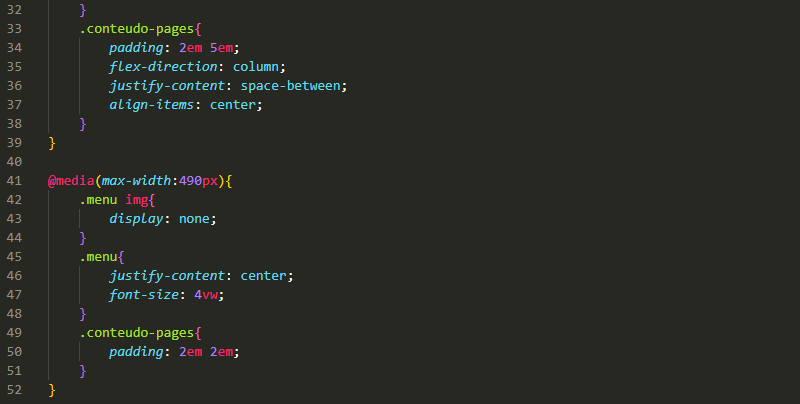 32 }
33 .conteudo-pages{
34 padding: 2em 5em;
35 flex-direction: column;
36 justify-content: space-between;
37 align-items: center;
38 }
39 }
40
41 @media(max-width:490px){
42 .menu img{
43 display: none;
44 }
45 .menu{
46 justify-content: center;
47 font-size: 4vw;
48 }
49 .conteudo-pages{
50 padding: 2em 2em;
51 }
52 }